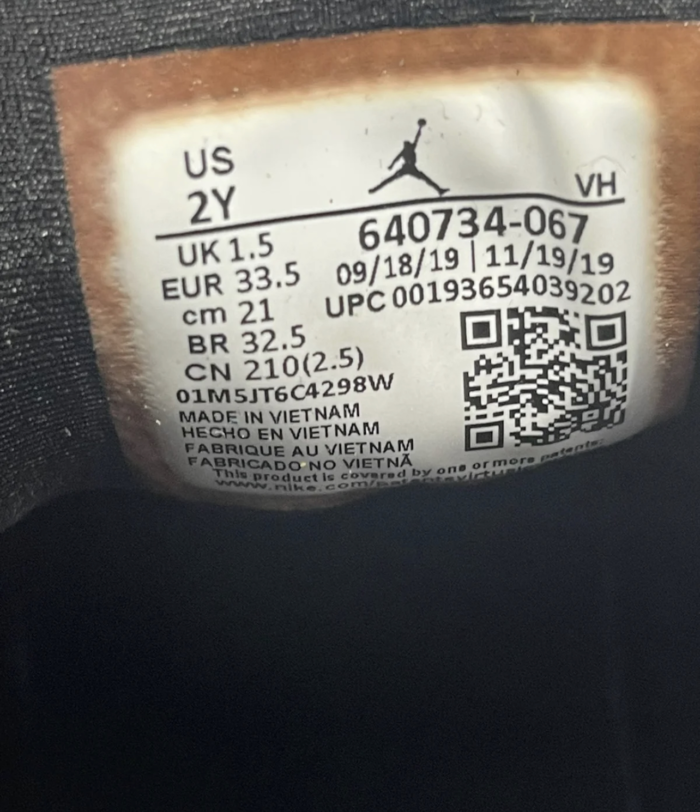 US
2Y
VH
UK 1.5
640734-067
EUR 33.5
09/18/19 | 11/19/19
cm 21
UPC 00193654039202
BR 32.5
CN 210(2.5)
01M5JT6C4298W
MADE IN VIETNAM
HECHO EN VIETNAM
FABRIQUE AU VIETNAM
FABRICADO NO VIETNÃ
This product is covered by one or more patents: